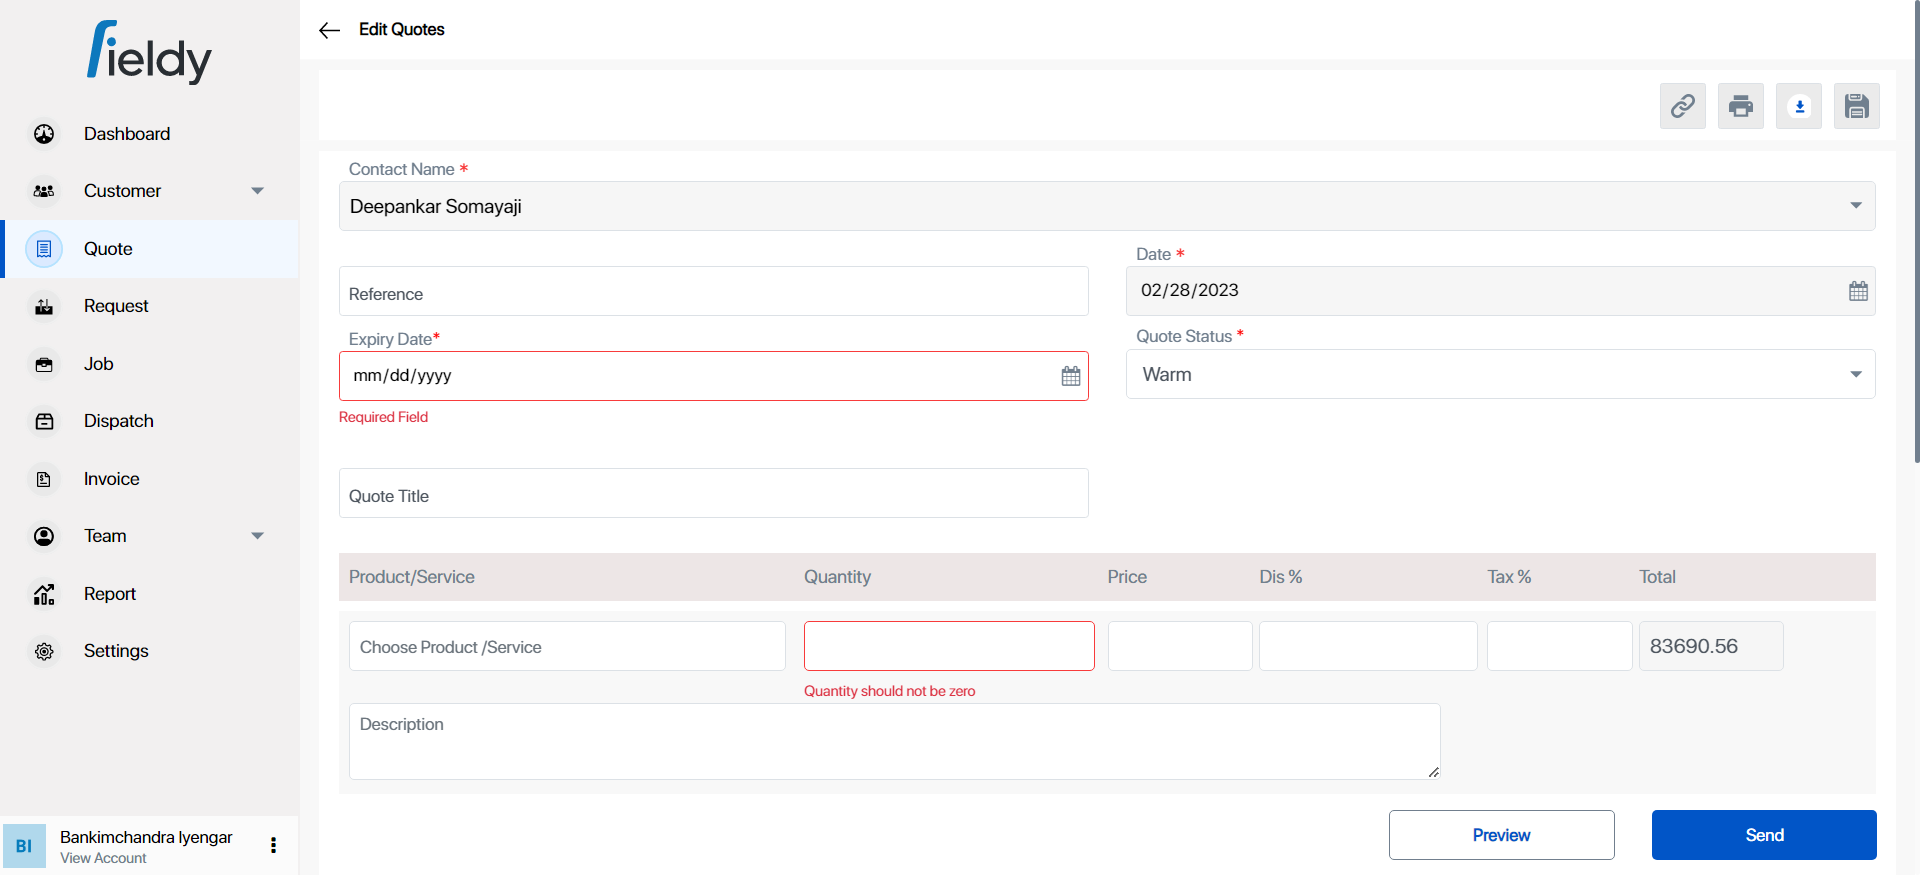 fieldy
Edit Quotes
Dashboard
Customer
Quote
Request
Job
Dispatch
Invoice
Team
Report
Settings
BI
Bankimchandra Iyengar
View Account
Contact Name *
Deepankar Somayaji
Reference
Date *
02/28/2023
Expiry Date*
mm/dd/yyyy
Required Field
Quote Status *
Warm
Quote Title
Product/Service Quantity Price Dis % Tax % Total
Choose Product /Service 83690.56
Quantity should not be zero
Description
Preview Send